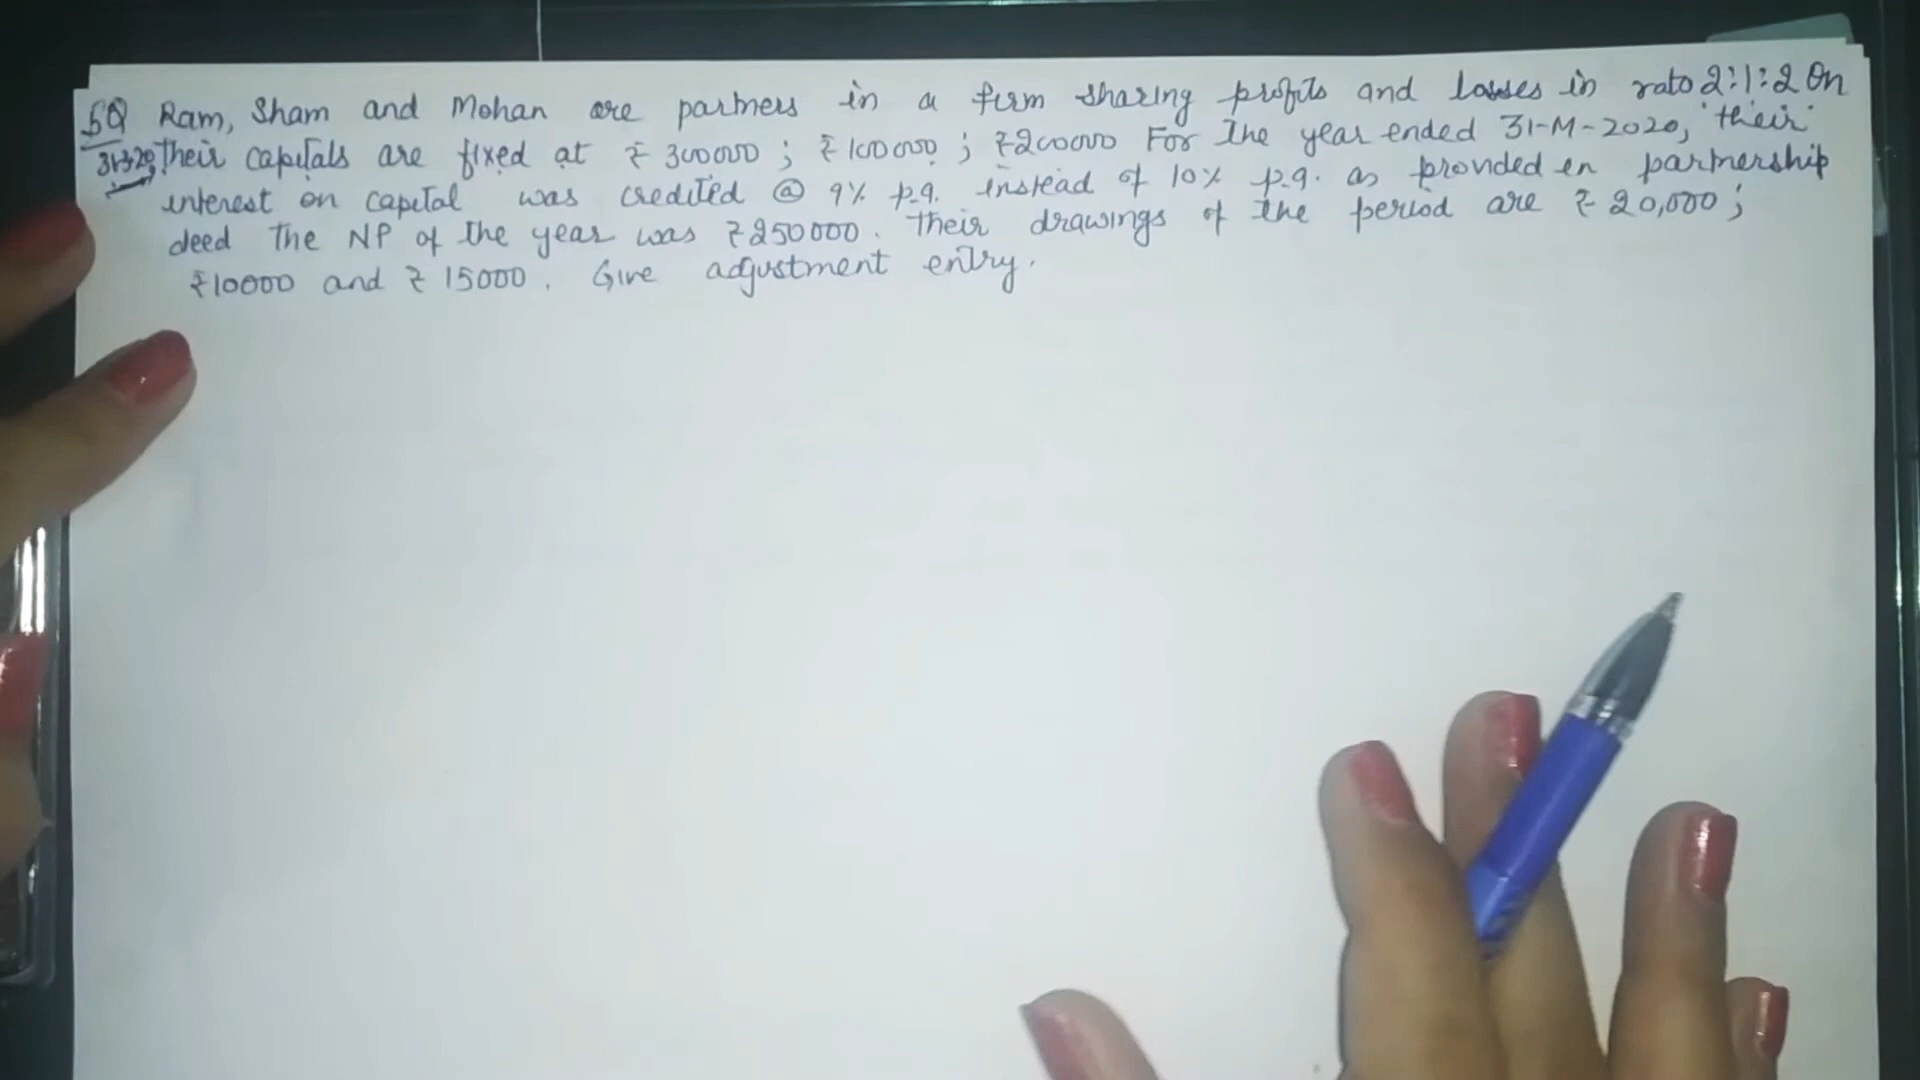 5Q Ram, Sham and Mohan are partners in a firm sharing profits and losses in rato 2:1:2 On
31-3-20, Their capitals are fixed at ₹ 300000 ; ₹ 100000 ; ₹200000 For the year ended 31-M-2020, their
interest on capital was credited @ 9% p.a. instead of 10% p.a. as provided in partnership
deed The NP of the year was ₹250000. Their drawings of the period are ₹ 20,000 ;
₹10000 and ₹ 15000. Give adjustment entry.